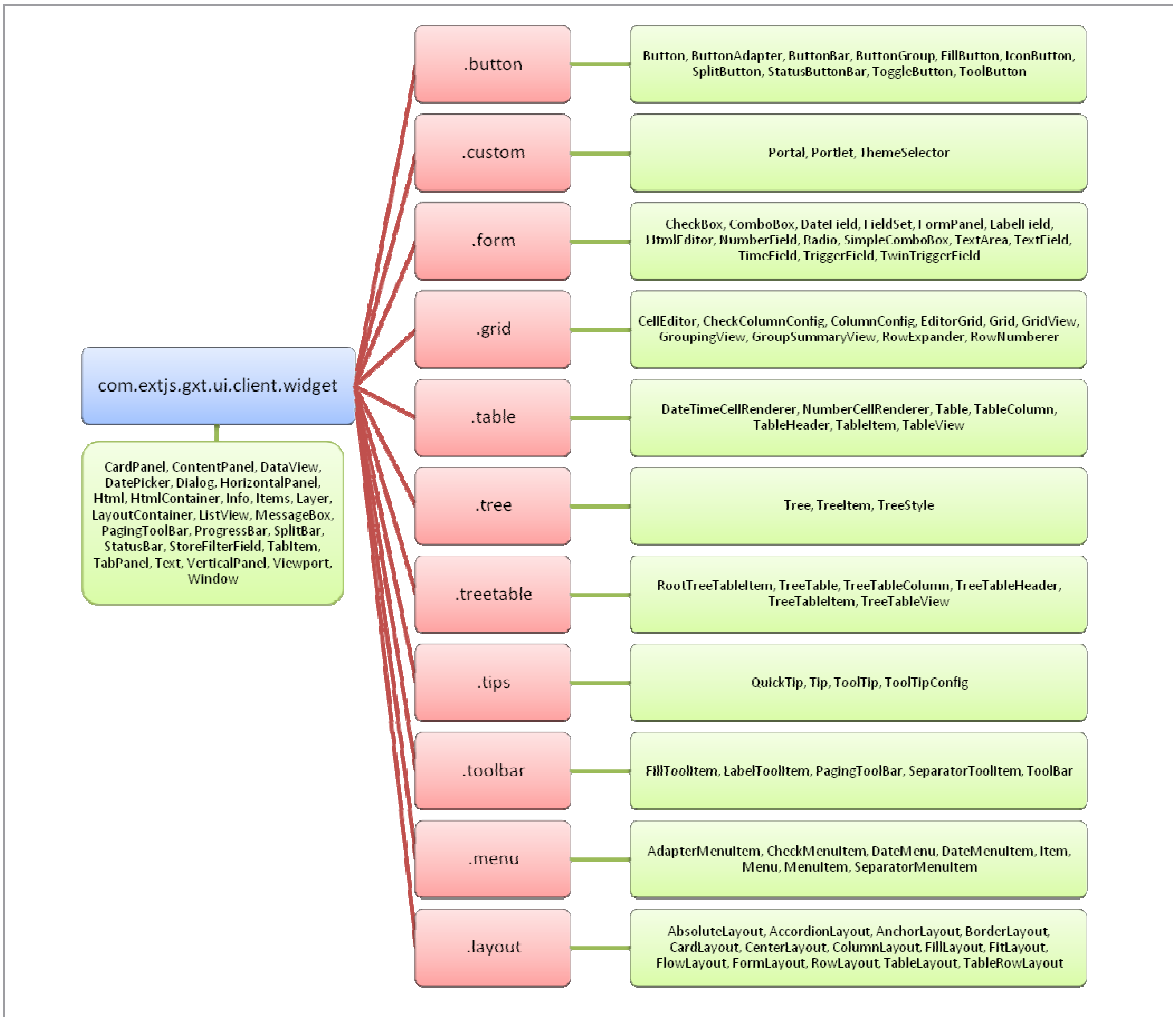 com.extjs.gxt.ui.client.widget
CardPanel, ContentPanel, DataView,
DatePicker, Dialog, HorizontalPanel,
Html, HtmlContainer, Info, Items, Layer,
LayoutContainer, ListView, MessageBox,
PagingToolBar, ProgressBar, SplitBar,
StatusBar, StoreFilterField, TabItem,
TabPanel, Text, VerticalPanel, Viewport,
Window
.button
Button, ButtonAdapter, ButtonBar, ButtonGroup, FillButton, IconButton,
SplitButton, StatusButtonBar, ToggleButton, ToolButton
.custom
Portal, Portlet, ThemeSelector
.form
CheckBox, ComboBox, DateField, FieldSet, FormPanel, LabelField,
HtmlEditor, NumberField, Radio, SimpleComboBox, TextArea, TextField,
TimeField, TriggerField, TwinTriggerField
.grid
CellEditor, CheckColumnConfig, ColumnConfig, EditorGrid, Grid, GridView,
GroupingView, GroupSummaryView, RowExpander, RowNumberer
.table
DateTimeCellRenderer, NumberCellRenderer, Table, TableColumn,
TableHeader, TableItem, TableView
.tree
Tree, TreeItem, TreeStyle
.treetable
RootTreeTableItem, TreeTable, TreeTableColumn, TreeTableHeader,
TreeTableItem, TreeTableView
.tips
QuickTip, Tip, ToolTip, ToolTipConfig
.toolbar
FillToolItem, LabelToolItem, PagingToolBar, SeparatorToolItem, ToolBar
.menu
AdapterMenuItem, CheckMenuItem, DateMenu, DateMenuItem, Item,
Menu, MenuItem, SeparatorMenuItem
.layout
AbsoluteLayout, AccordionLayout, AnchorLayout, BorderLayout,
CardLayout, CenterLayout, ColumnLayout, FillLayout, FitLayout,
FlowLayout, FormLayout, RowLayout, TableLayout, TableRowLayout